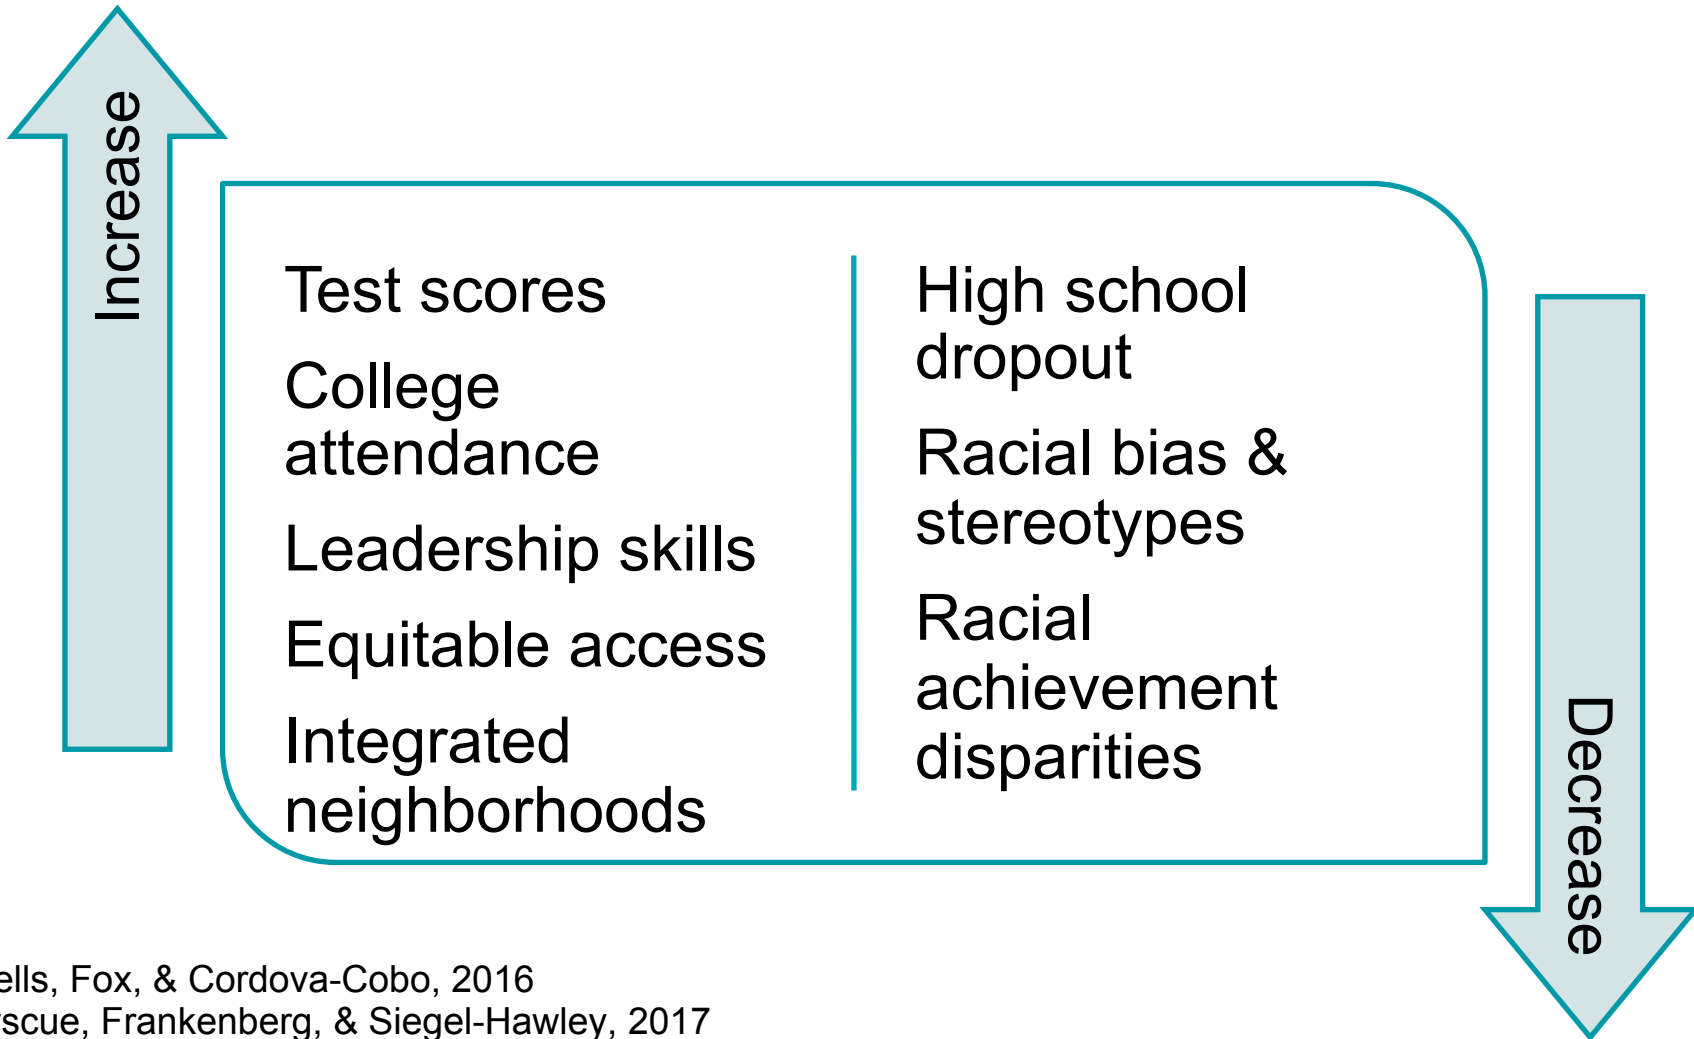 Increase
Test scores
College
attendance
Leadership skills
Equitable access
Integrated
neighborhoods
High school
dropout
Racial bias &
stereotypes
Racial
achievement
disparities
Decrease
ells, Fox, & Cordova-Cobo, 2016
scue, Frankenberg, & Siegel-Hawley, 2017